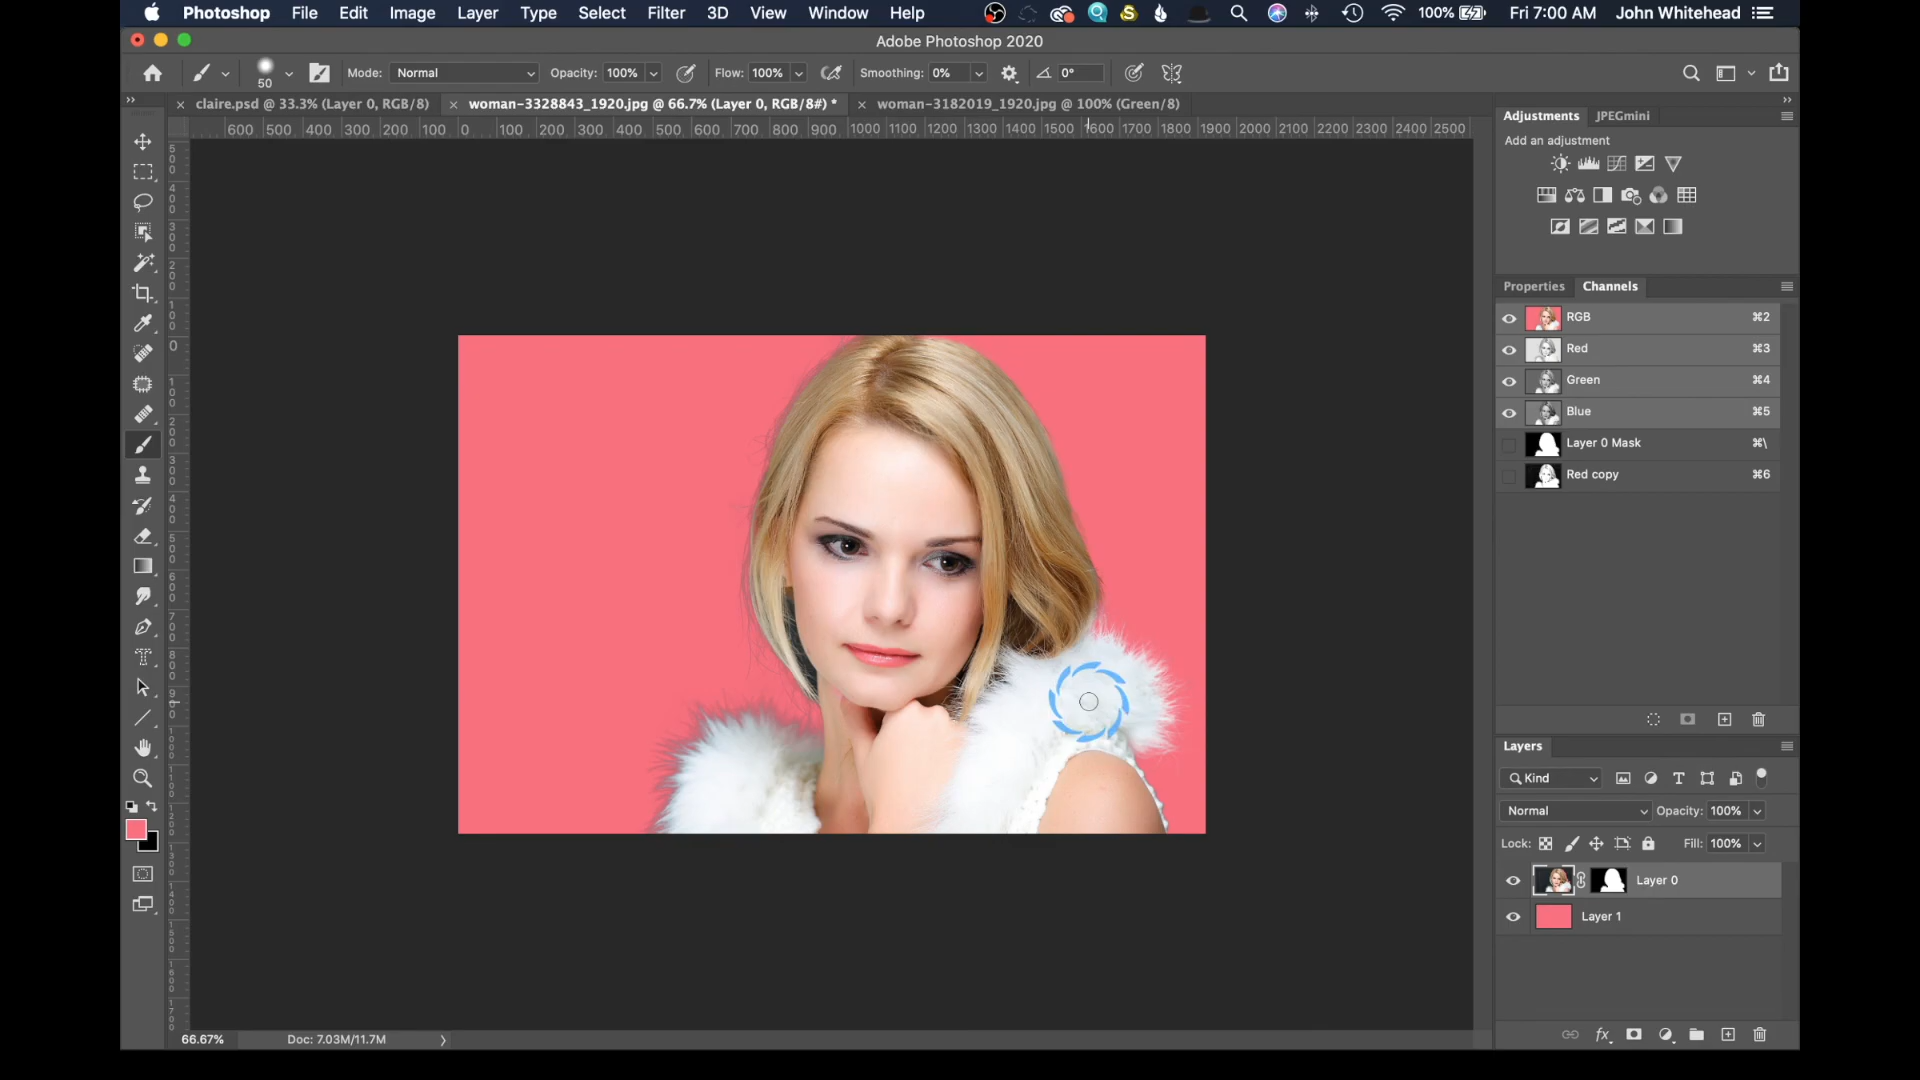 Photoshop File Edit Image Layer Type Select Filter 3D View Window Help 100% Fri 7:00 AM John Whitehead
Adobe Photoshop 2020
50 Mode: Normal Opacity: 100% Flow: 100% Smoothing: 0% 0°
claire.psd @ 33.3% (Layer 0, RGB/8) woman-3328843_1920.jpg @ 66.7% (Layer 0, RGB/8#) * woman-3182019_1920.jpg @ 100% (Green/8)
600 500 400 300 200 100 0 100 200 300 400 500 600 700 800 900 1000 1100 1200 1300 1400 1500 1600 1700 1800 1900 2000 2100 2200 2300 2400 2500
Adjustments JPEGmini
Add an adjustment
Properties Channels
RGB ⌘2
Red ⌘3
Green ⌘4
Blue ⌘5
Layer 0 Mask ⌘\
Red copy ⌘6
Layers
Kind
Normal Opacity: 100%
Lock: Fill: 100%
Layer 0
Layer 1
fx
66.67% Doc: 7.03M/11.7M